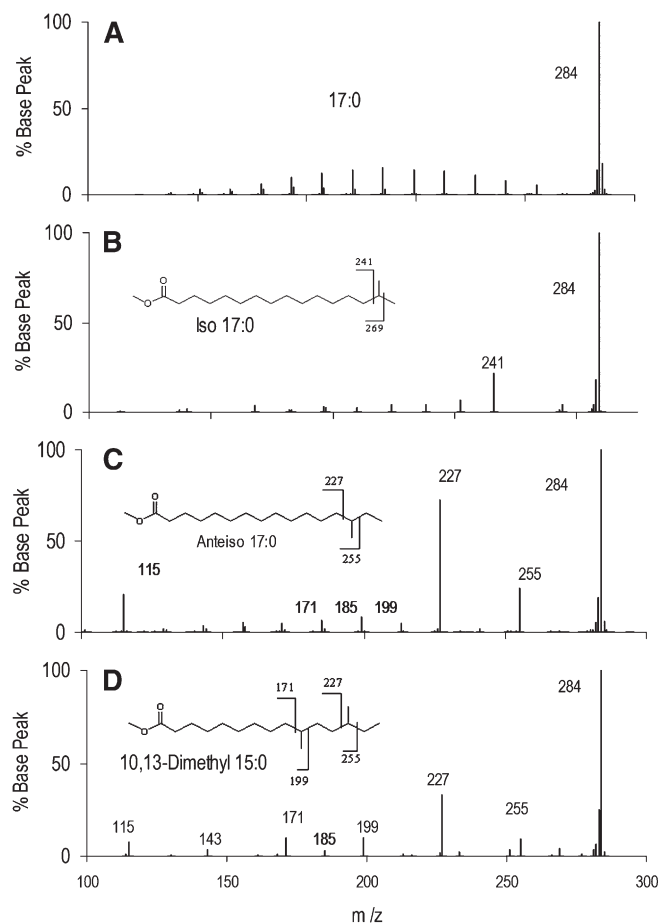 A
% Base Peak
100
50
0
17:0
284
B
% Base Peak
100
50
0
O
O
241
269
Iso 17:0
241
284
C
% Base Peak
100
50
0
O
O
227
255
Anteiso 17:0
115
171 185 199
227
255
284
D
% Base Peak
100
50
0
O
O
171
227
199
255
10,13-Dimethyl 15:0
115
143
171
185
199
227
255
284
100 150 200 250 300
m /z